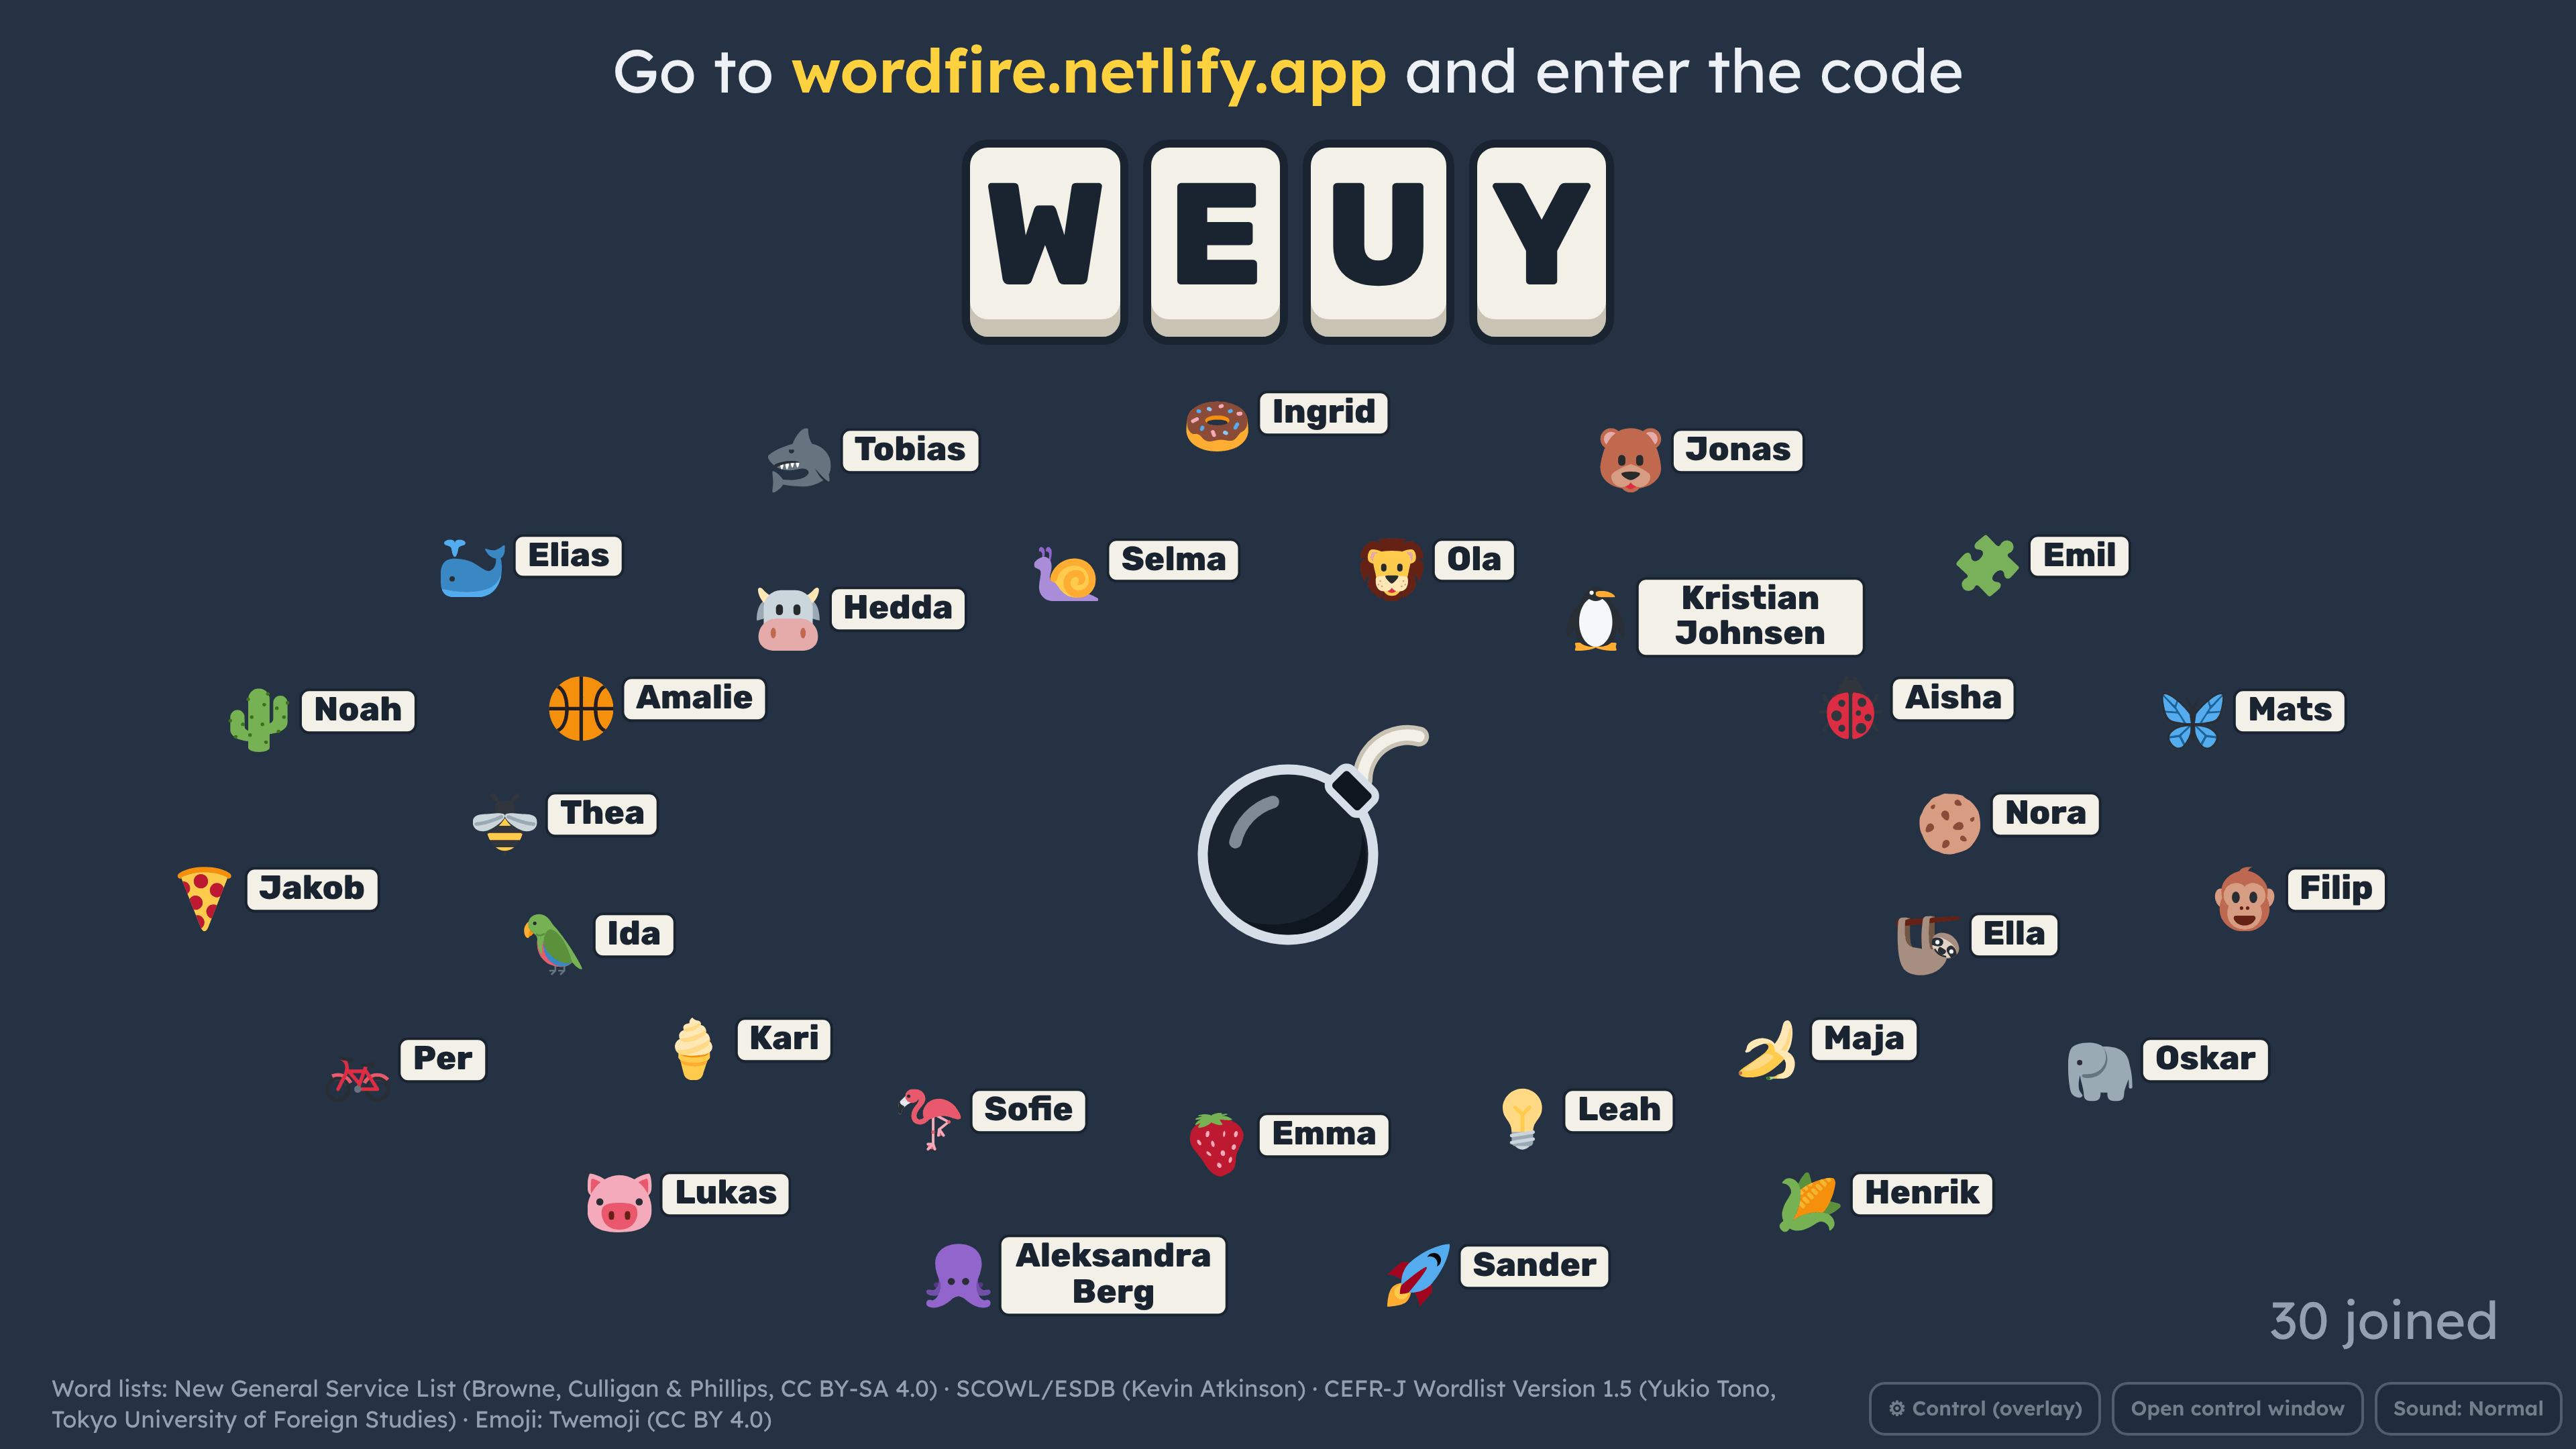 Go to wordfire.netlify.app and enter the code
WEUY
Ingrid
Tobias
Jonas
Elias
Selma
Ola
Emil
Hedda
Kristian
Johnsen
Noah
Amalie
Aisha
Mats
Thea
Nora
Jakob
Filip
Ida
Ella
Kari
Maja
Per
Oskar
Sofie
Emma
Leah
Lukas
Henrik
Aleksandra
Berg
Sander
30 joined
Word lists: New General Service List (Browne, Culligan & Phillips, CC BY-SA 4.0) · SCOWL/ESDB (Kevin Atkinson) · CEFR-J Wordlist Version 1.5 (Yukio Tono,
Tokyo University of Foreign Studies) · Emoji: Twemoji (CC BY 4.0)
⚙ Control (overlay)
Open control window
Sound: Normal